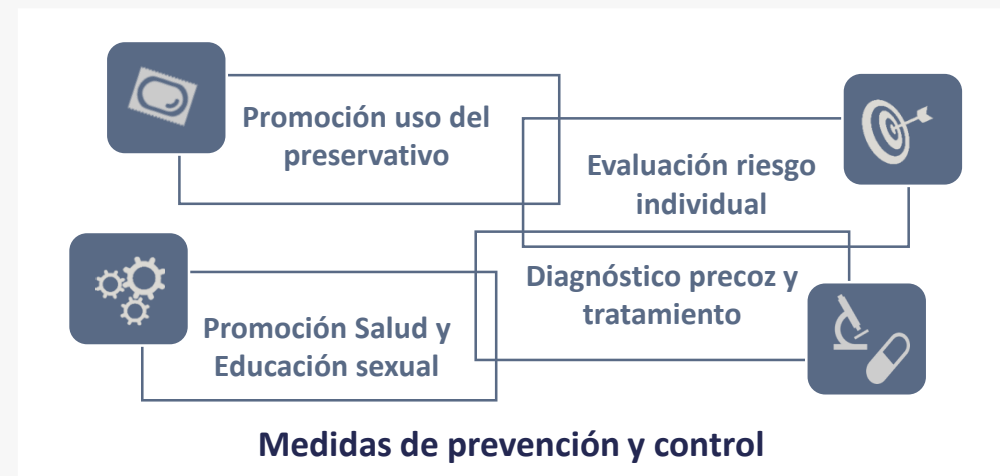 Promoción uso del
preservativo
Evaluación riesgo
individual
Promoción Salud y
Educación sexual
Diagnóstico precoz y
tratamiento
Medidas de prevención y control